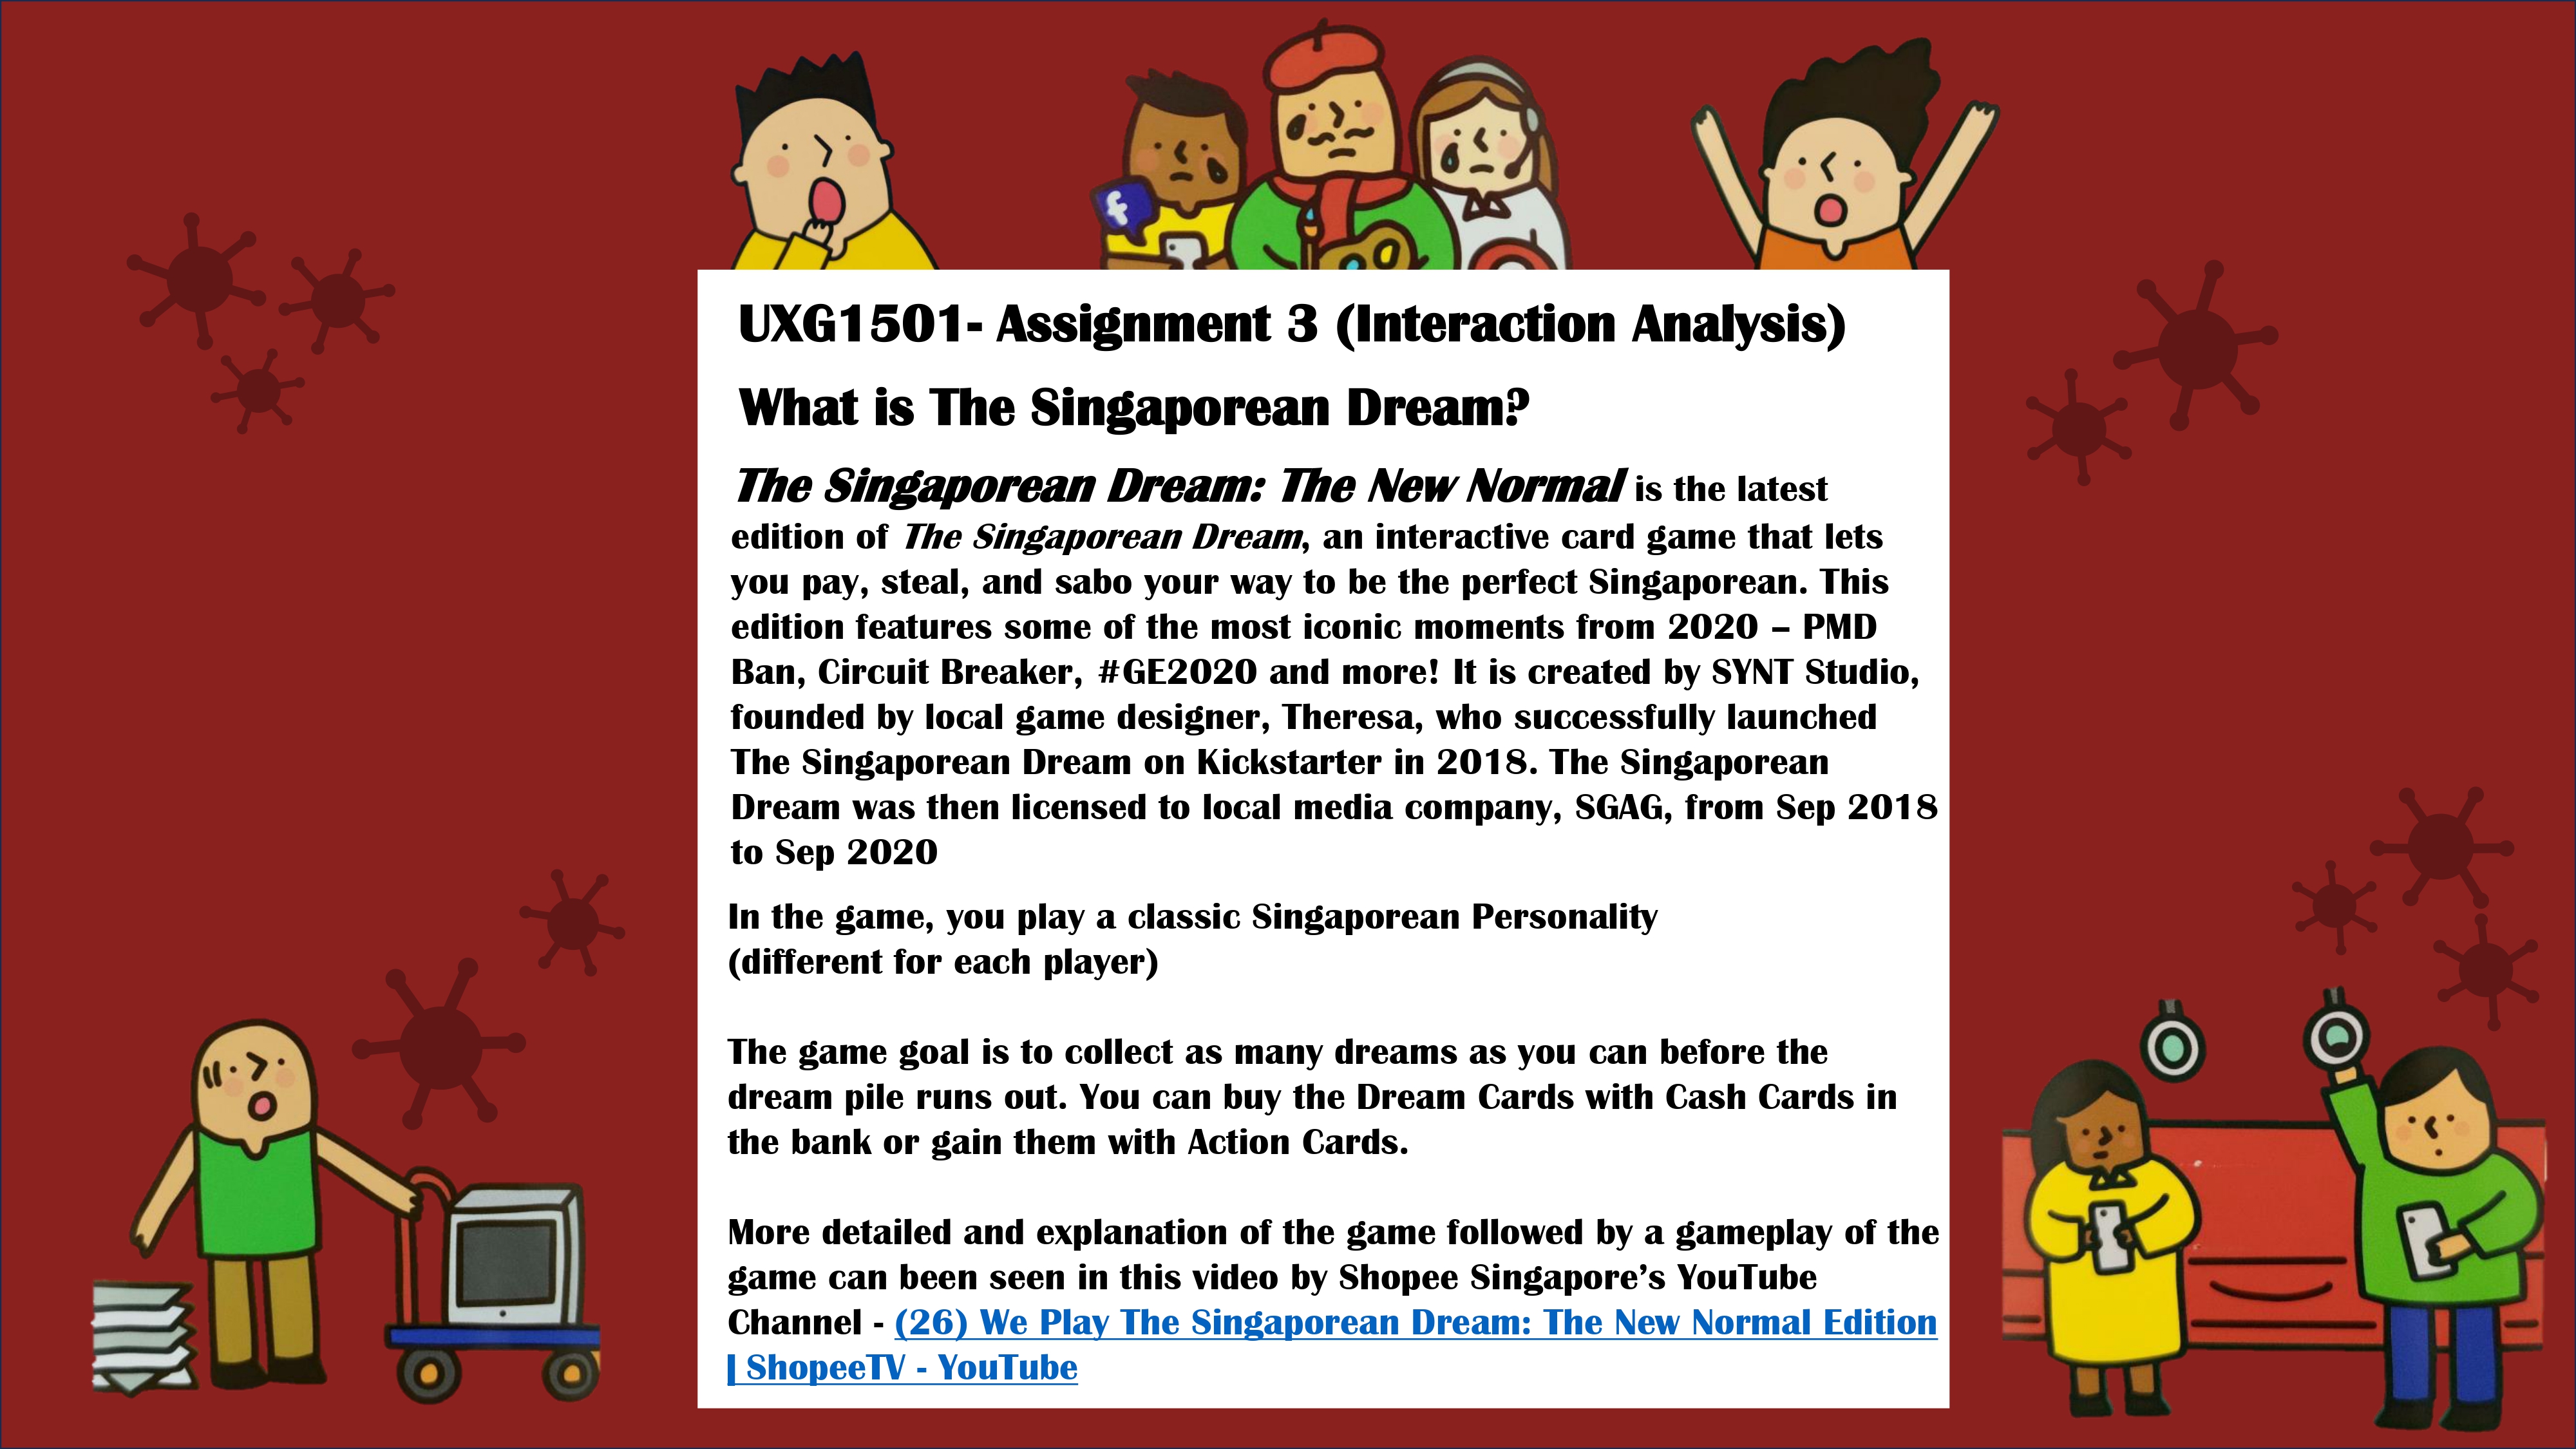 UXG1501- Assignment 3 (Interaction Analysis)
What is The Singaporean Dream?
The Singaporean Dream: The New Normal is the latest
edition of The Singaporean Dream, an interactive card game that lets
you pay, steal, and sabo your way to be the perfect Singaporean. This
edition features some of the most iconic moments from 2020 – PMD
Ban, Circuit Breaker, #GE2020 and more! It is created by SYNT Studio,
founded by local game designer, Theresa, who successfully launched
The Singaporean Dream on Kickstarter in 2018. The Singaporean
Dream was then licensed to local media company, SGAG, from Sep 2018
to Sep 2020
In the game, you play a classic Singaporean Personality
(different for each player)
The game goal is to collect as many dreams as you can before the
dream pile runs out. You can buy the Dream Cards with Cash Cards in
the bank or gain them with Action Cards.
More detailed and explanation of the game followed by a gameplay of the
game can been seen in this video by Shopee Singapore’s YouTube
Channel - (26) We Play The Singaporean Dream: The New Normal Edition
| ShopeeTV - YouTube